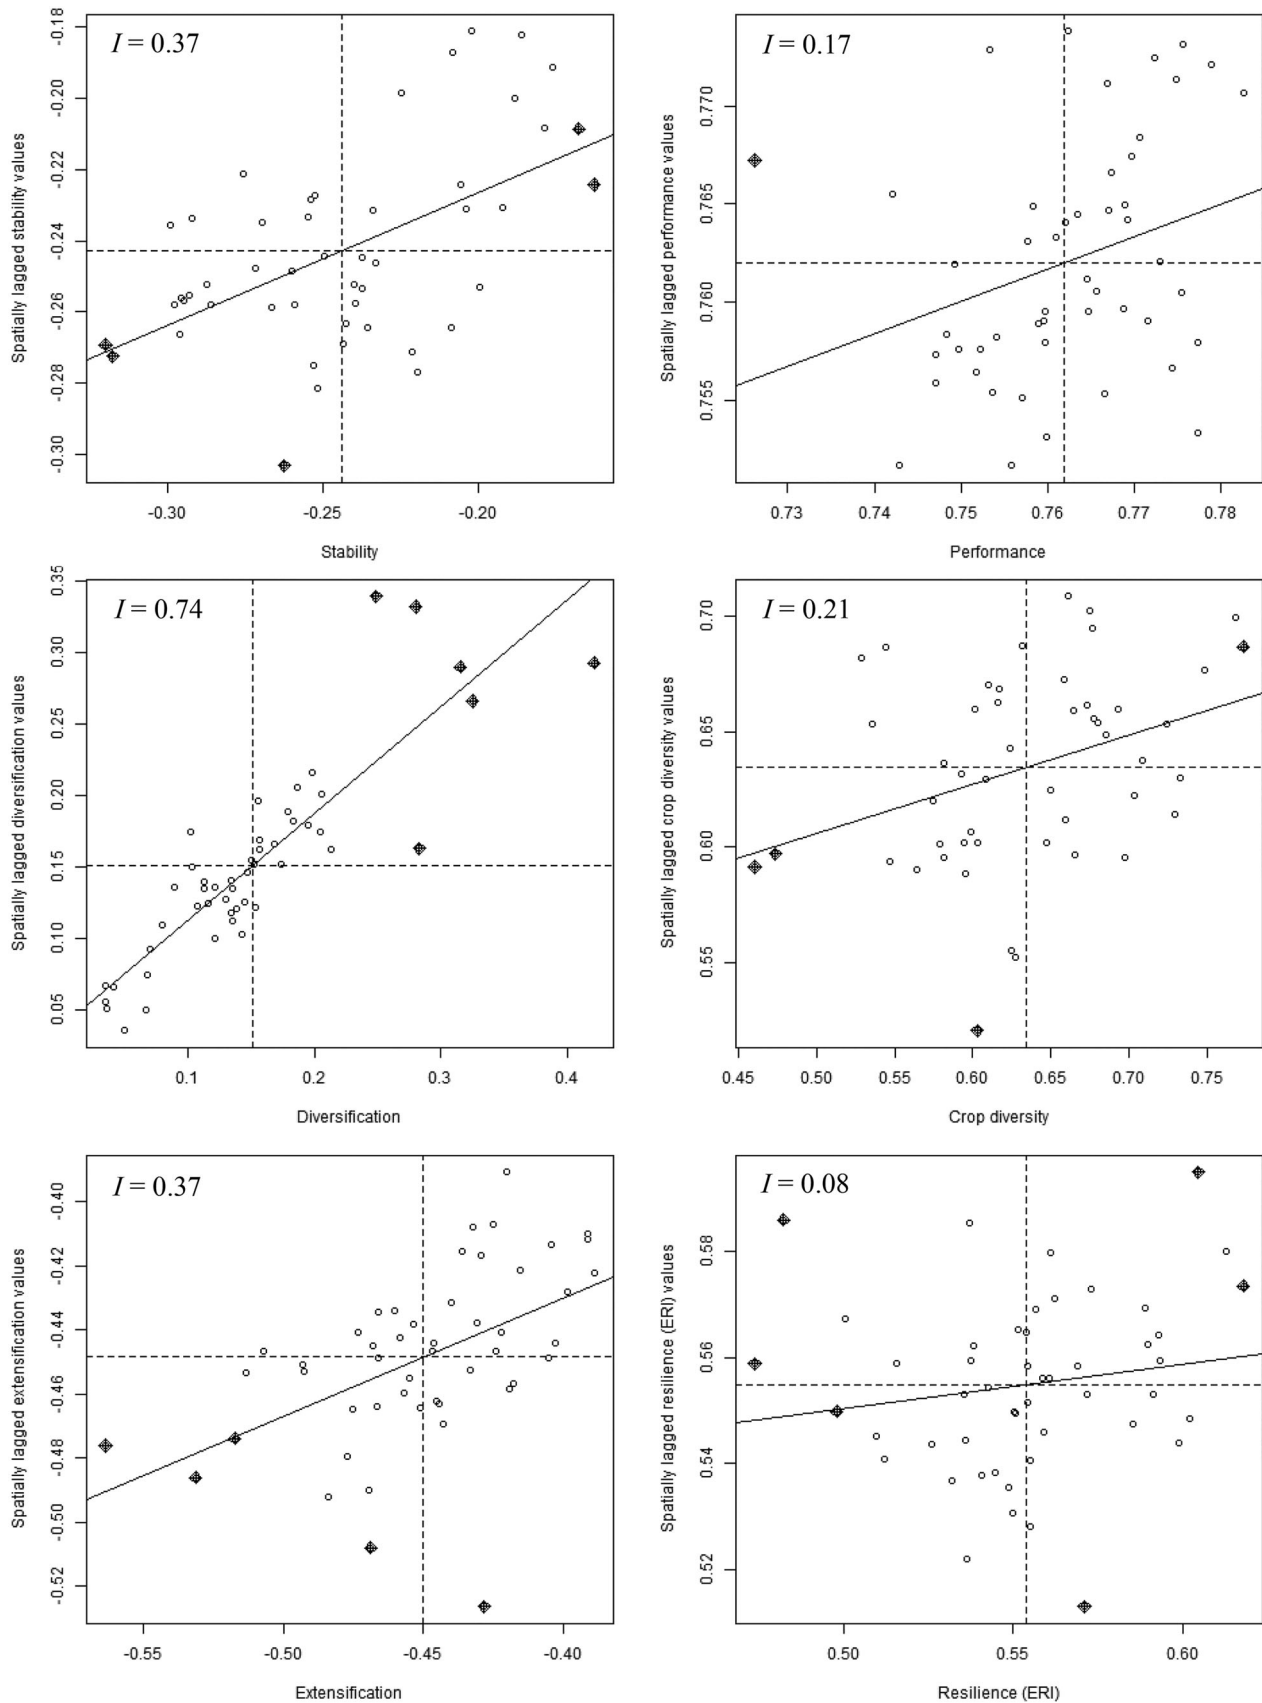 I = 0.37
Spatially lagged stability values
-0.18
-0.20
-0.22
-0.24
-0.26
-0.28
-0.30
-0.30 -0.25 -0.20
Stability
I = 0.17
Spatially lagged performance values
0.770
0.765
0.760
0.755
0.73 0.74 0.75 0.76 0.77 0.78
Performance
I = 0.74
Spatially lagged diversification values
0.35
0.30
0.25
0.20
0.15
0.10
0.05
0.1 0.2 0.3 0.4
Diversification
I = 0.21
Spatially lagged crop diversity values
0.70
0.65
0.60
0.55
0.45 0.50 0.55 0.60 0.65 0.70 0.75
Crop diversity
I = 0.37
Spatially lagged extensification values
-0.40
-0.42
-0.44
-0.46
-0.48
-0.50
-0.52
-0.55 -0.50 -0.45 -0.40
Extensification
I = 0.08
Spatially lagged resilience (ERI) values
0.58
0.56
0.54
0.52
0.50 0.55 0.60
Resilience (ERI)